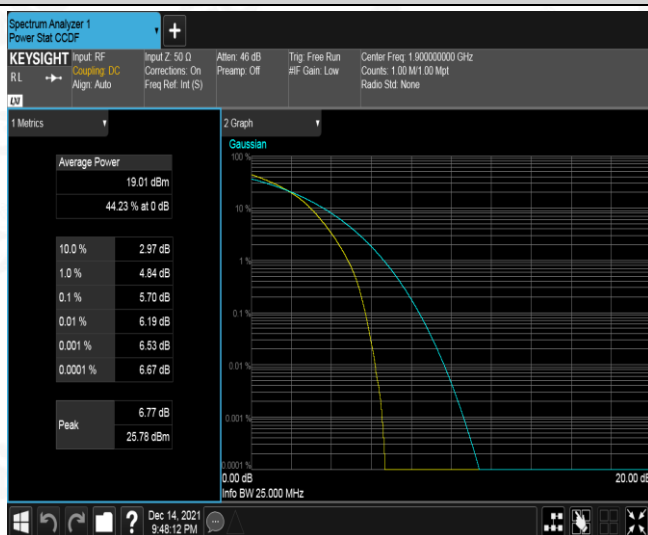 Spectrum Analyzer 1
Power Stat CCDF
+
KEYSIGHT
RL
LXI
Input: RF
Coupling: DC
Align: Auto
Input Z: 50 Ω
Corrections: On
Freq Ref: Int (S)
Atten: 46 dB
Preamp: Off
Trig: Free Run
#IF Gain: Low
Center Freq: 1.900000000 GHz
Counts: 1.00 M/1.00 Mpt
Radio Std: None
1 Metrics
Average Power
19.01 dBm
44.23 % at 0 dB
10.0 % 2.97 dB
1.0 % 4.84 dB
0.1 % 5.70 dB
0.01 % 6.19 dB
0.001 % 6.53 dB
0.0001 % 6.67 dB
Peak
6.77 dB
25.78 dBm
2 Graph
Gaussian
100 %
10 %
1 %
0.1 %
0.01 %
0.001 %
0.0001 %
0.00 dB 20.00 dB
Info BW 25.000 MHz
?
Dec 14, 2021
9:48:12 PM